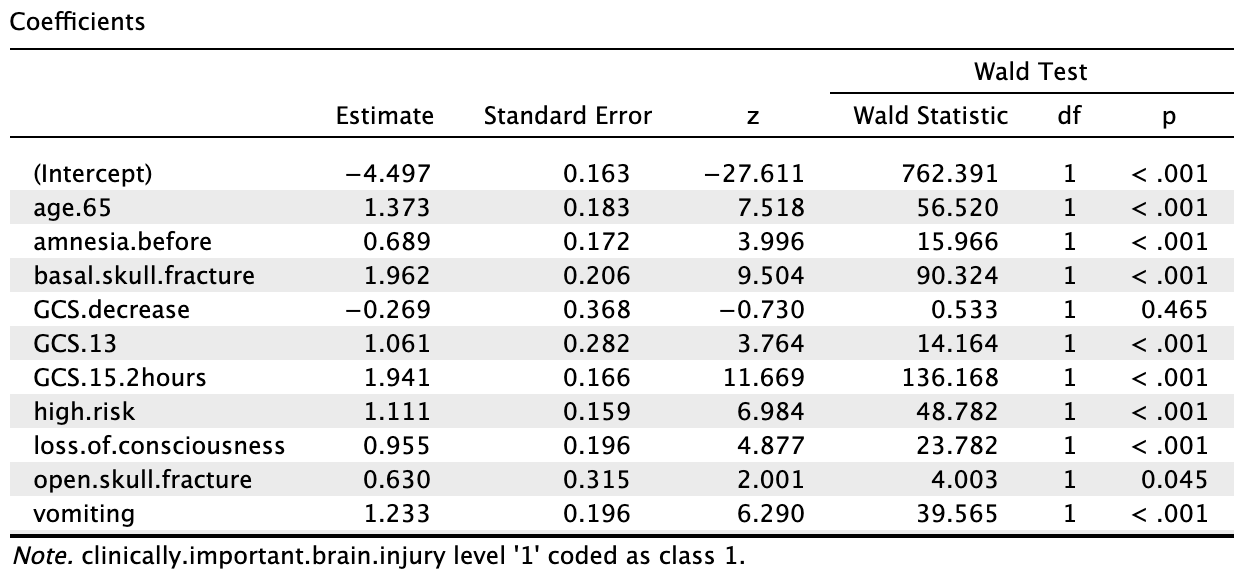 Coefficients
Wald Test
Estimate Standard Error z Wald Statistic df p
(Intercept) −4.497 0.163 −27.611 762.391 1 < .001
age.65 1.373 0.183 7.518 56.520 1 < .001
amnesia.before 0.689 0.172 3.996 15.966 1 < .001
basal.skull.fracture 1.962 0.206 9.504 90.324 1 < .001
GCS.decrease −0.269 0.368 −0.730 0.533 1 0.465
GCS.13 1.061 0.282 3.764 14.164 1 < .001
GCS.15.2hours 1.941 0.166 11.669 136.168 1 < .001
high.risk 1.111 0.159 6.984 48.782 1 < .001
loss.of.consciousness 0.955 0.196 4.877 23.782 1 < .001
open.skull.fracture 0.630 0.315 2.001 4.003 1 0.045
vomiting 1.233 0.196 6.290 39.565 1 < .001
Note. clinically.important.brain.injury level '1' coded as class 1.